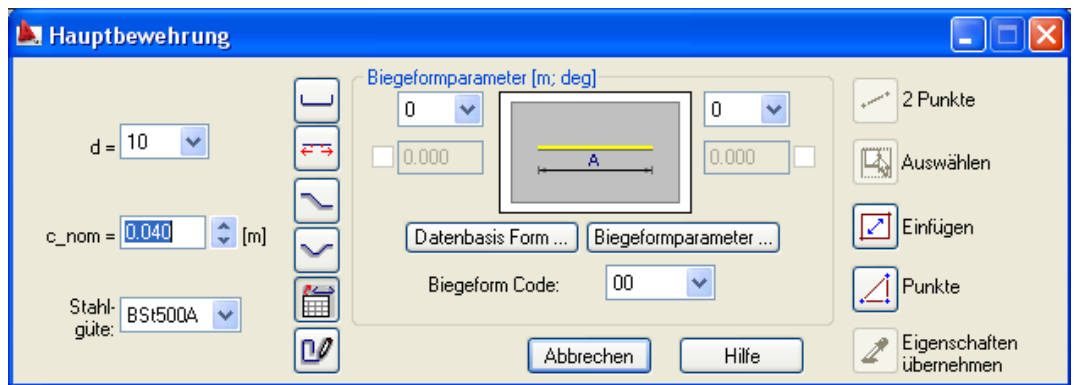 Hauptbewehrung
d =
10
c_nom =
0.040
[m]
Stahl-
güte:
BSt500A
Biegeformparameter [m; deg]
0
0
0.000
A
0.000
Datenbasis Form ...
Biegeformparameter ...
Biegeform Code:
00
Abbrechen
Hilfe
2 Punkte
Auswählen
Einfügen
Punkte
Eigenschaften
übernehmen